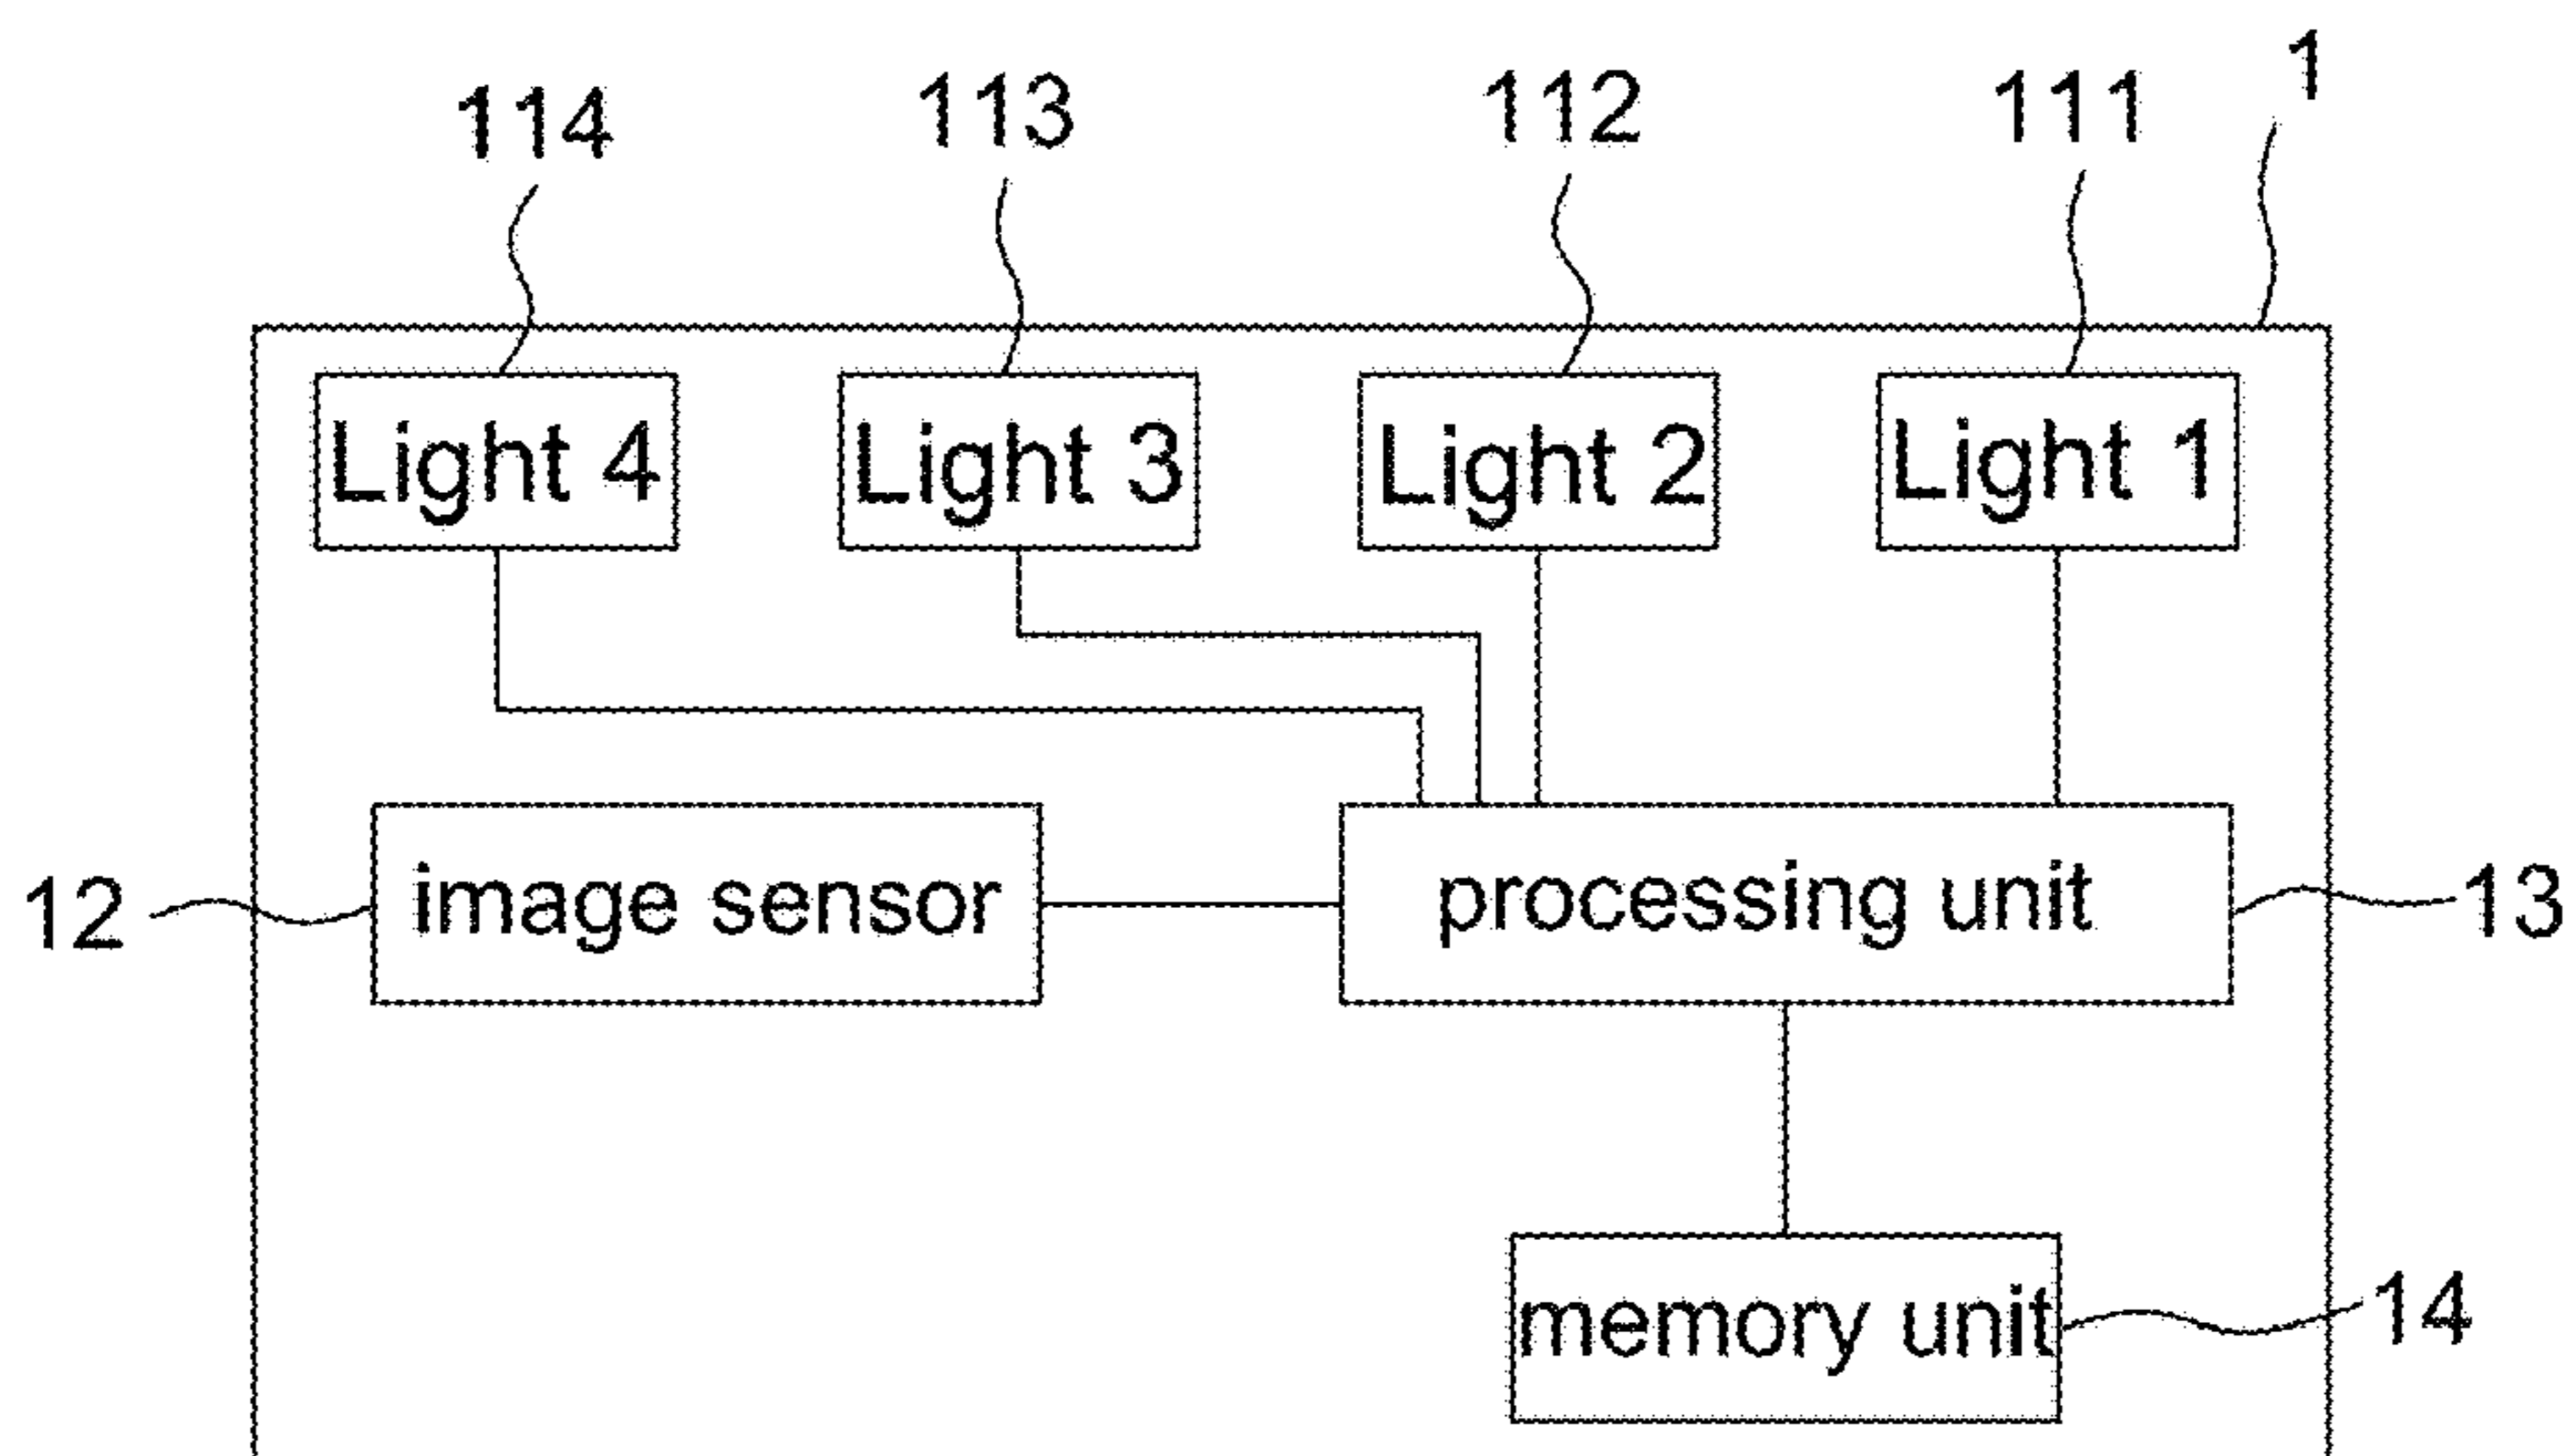 1
114 113 112 111
Light 4 Light 3 Light 2 Light 1
12 image sensor processing unit 13
memory unit 14